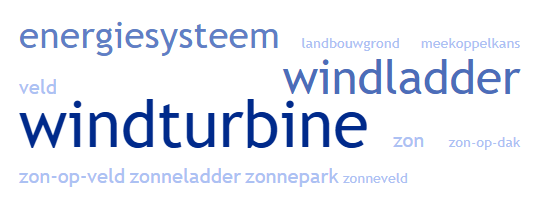 energiesysteem landbouwgrond meekoppelkans
veld windladder
windturbine zon zon-op-dak
zon-op-veld zonneladder zonnepark zonneveld